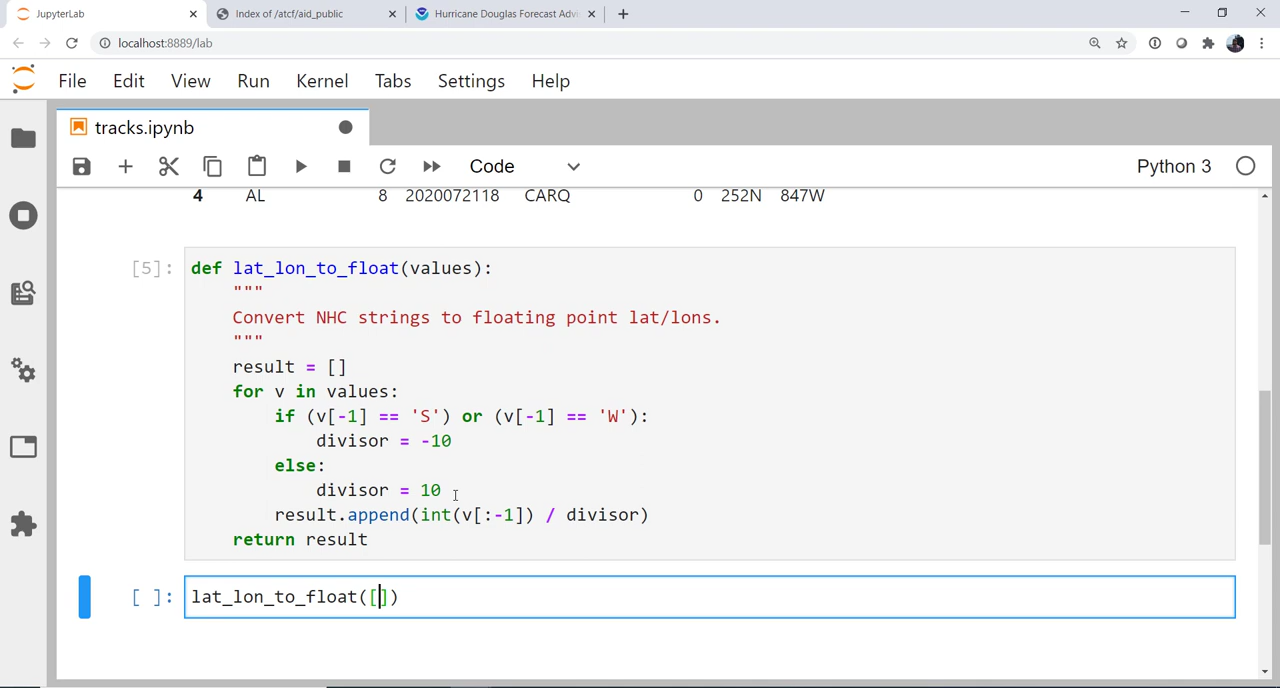 JupyterLab
Index of /atcf/aid_public
Hurricane Douglas Forecast Advi
localhost:8889/lab
File Edit View Run Kernel Tabs Settings Help
tracks.ipynb
Code
Python 3
4 AL 8 2020072118 CARQ 0 252N 847W
[5]: def lat_lon_to_float(values):
"""
Convert NHC strings to floating point lat/lons.
"""
result = []
for v in values:
if (v[-1] == 'S') or (v[-1] == 'W'):
divisor = -10
else:
divisor = 10
result.append(int(v[:-1]) / divisor)
return result
[ ]: lat_lon_to_float([])